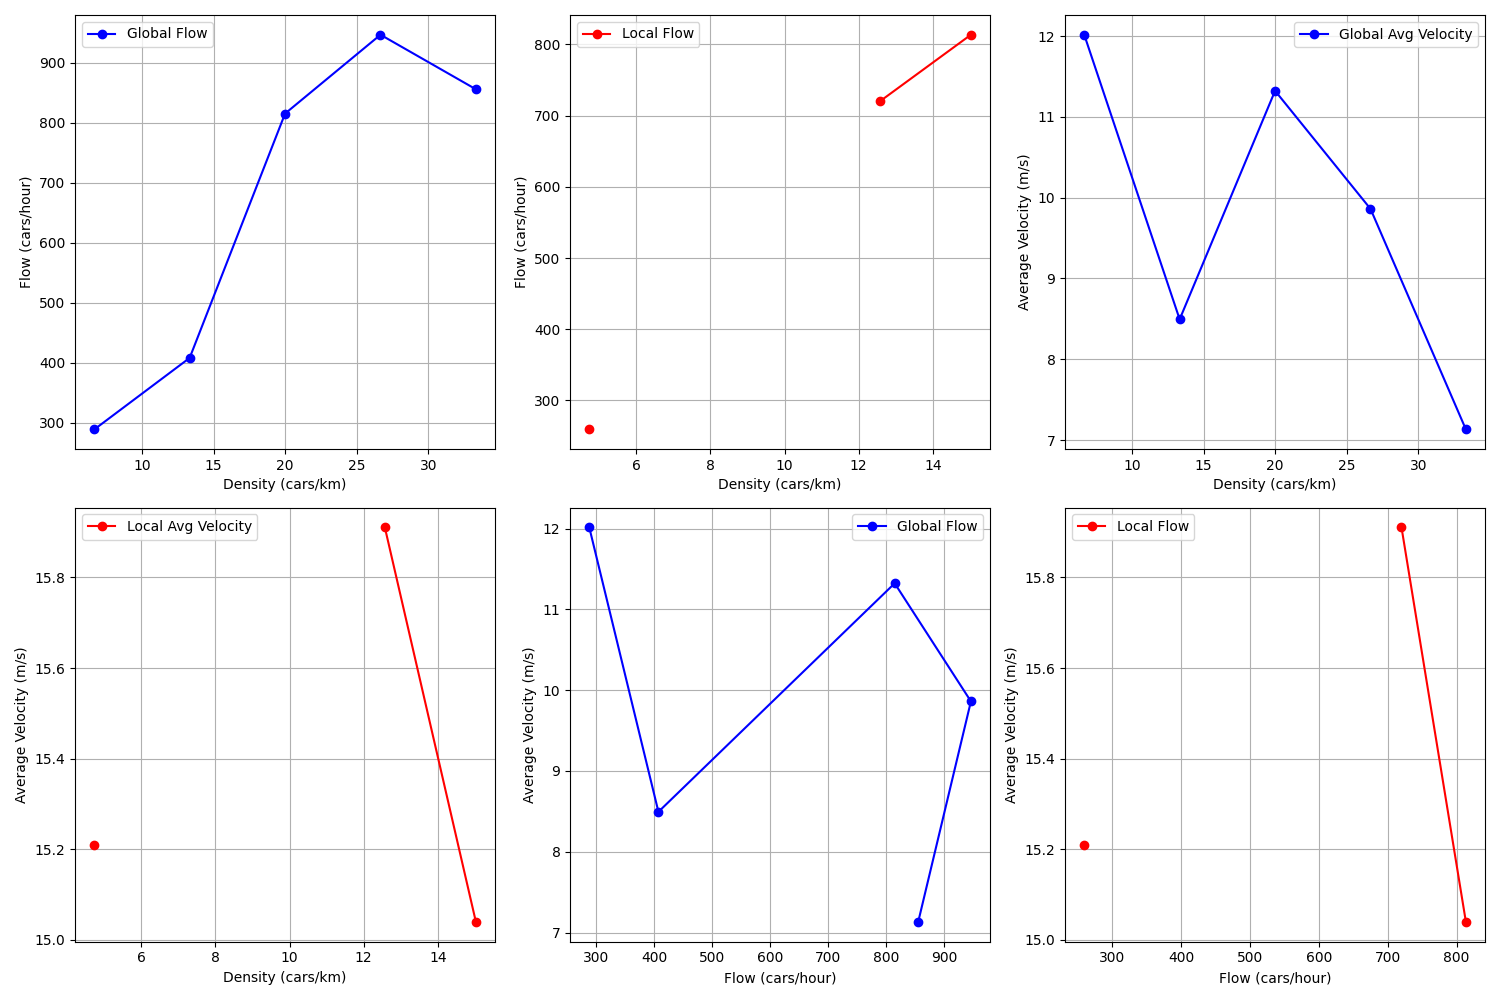 Global Flow
Flow (cars/hour)
900
800
700
600
500
400
300
10 15 20 25 30
Density (cars/km)
Local Flow
Flow (cars/hour)
800
700
600
500
400
300
6 8 10 12 14
Density (cars/km)
Global Avg Velocity
Average Velocity (m/s)
12
11
10
9
8
7
10 15 20 25 30
Density (cars/km)
Local Avg Velocity
Average Velocity (m/s)
15.8
15.6
15.4
15.2
15.0
6 8 10 12 14
Density (cars/km)
Global Flow
Average Velocity (m/s)
12
11
10
9
8
7
300 400 500 600 700 800 900
Flow (cars/hour)
Local Flow
Average Velocity (m/s)
15.8
15.6
15.4
15.2
15.0
300 400 500 600 700 800
Flow (cars/hour)